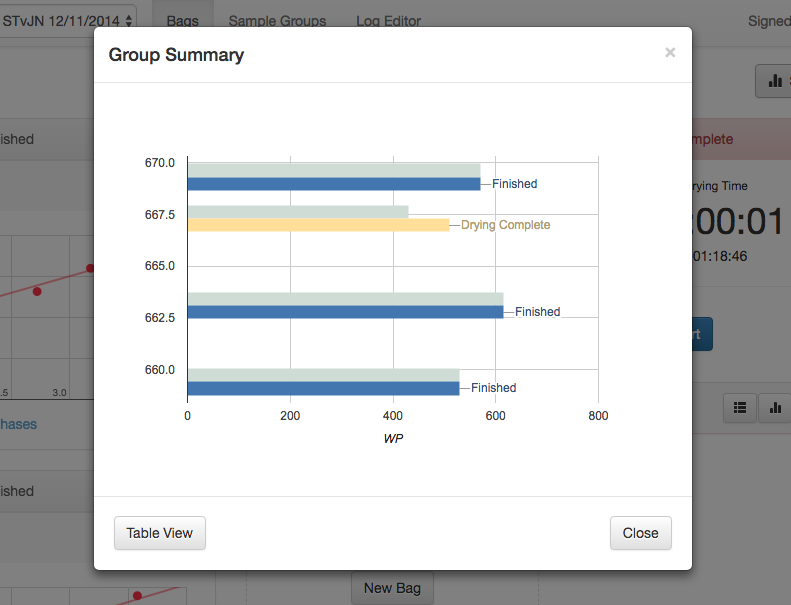 STvJN 12/11/2014
Bags
Sample Groups
Log Editor
Signed
Group Summary
×
ished
mplete
670.0
Finished
667.5
Drying Complete
665.0
662.5
Finished
660.0
Finished
0
200
400
600
800
WP
rying Time
:00:01
01:18:46
rt
.5
3.0
hases
ished
Table View
Close
New Bag